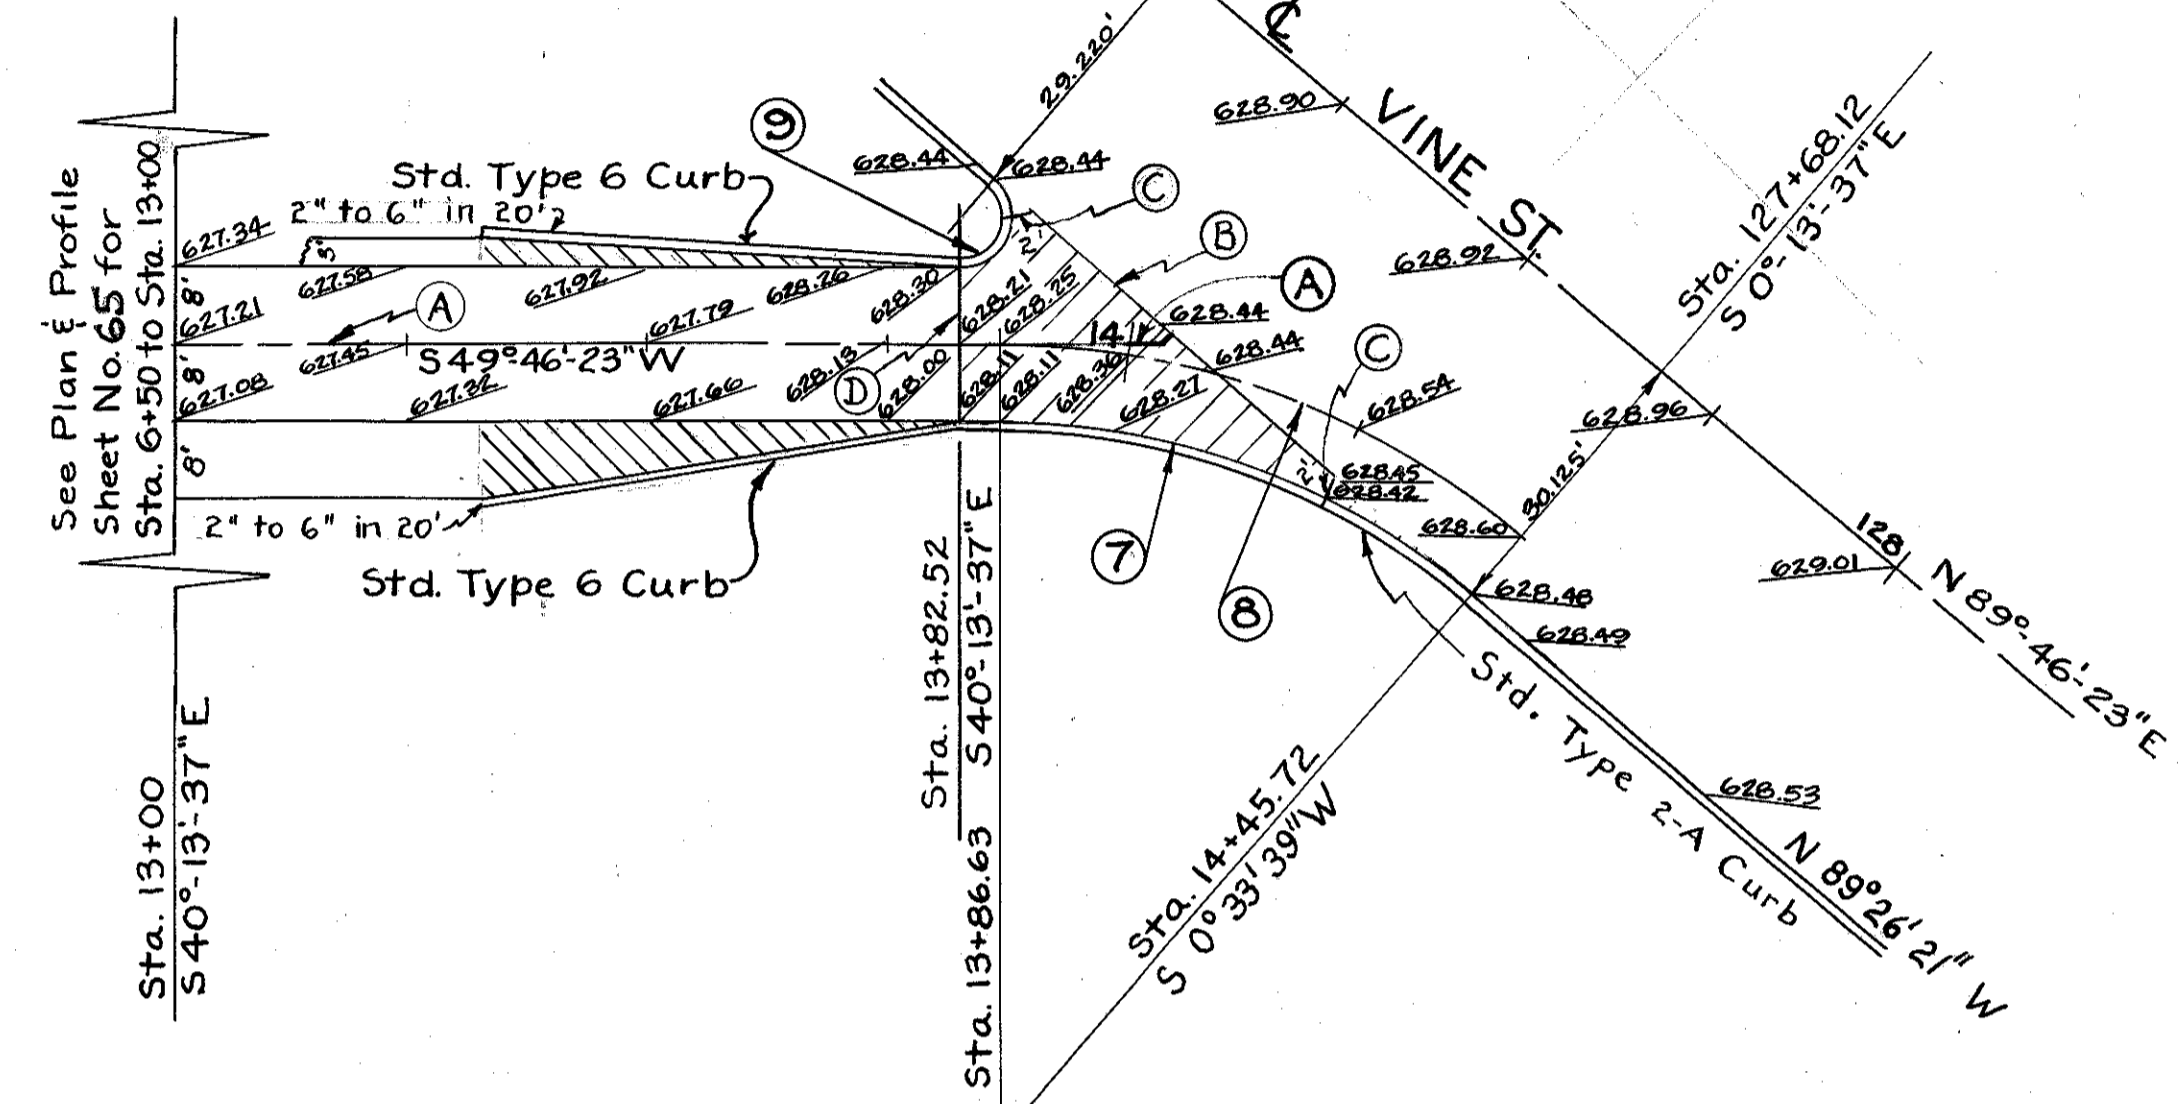 See Plan & Profile
Sheet No. 65 for
Sta. 6+50 to Sta. 13+00
Std. Type 6 Curb
2" to 6" in 20'
3'
627.34
627.58
627.92
628.26
628.30
8'
627.21
A
627.79
627.45
S 49°-46'-23" W
628.13
8'
627.08
627.32
627.66
D
628.00
8'
2" to 6" in 20'
Std. Type 6 Curb
Sta. 13+00
S 40°-13'-37" E
Sta. 13+82.52
Sta. 13+86.63 S 40°-13'-37" E
9
628.44
628.44
29.220'
C
2'
B
A
628.21
628.25
14
628.44
628.44
628.11
628.11
628.36
628.27
C
628.54
2'
628.45
628.42
628.60
7
8
30.125'
628.48
628.49
℄ VINE ST.
628.90
628.92
628.96
128
629.01
N 89°-46'-23" E
Sta. 127+68.12
S 0°-13'-37" E
Sta. 14+45.72
S 0°33'39" W
Std. Type 2-A Curb
628.53
N 89°26'21" W